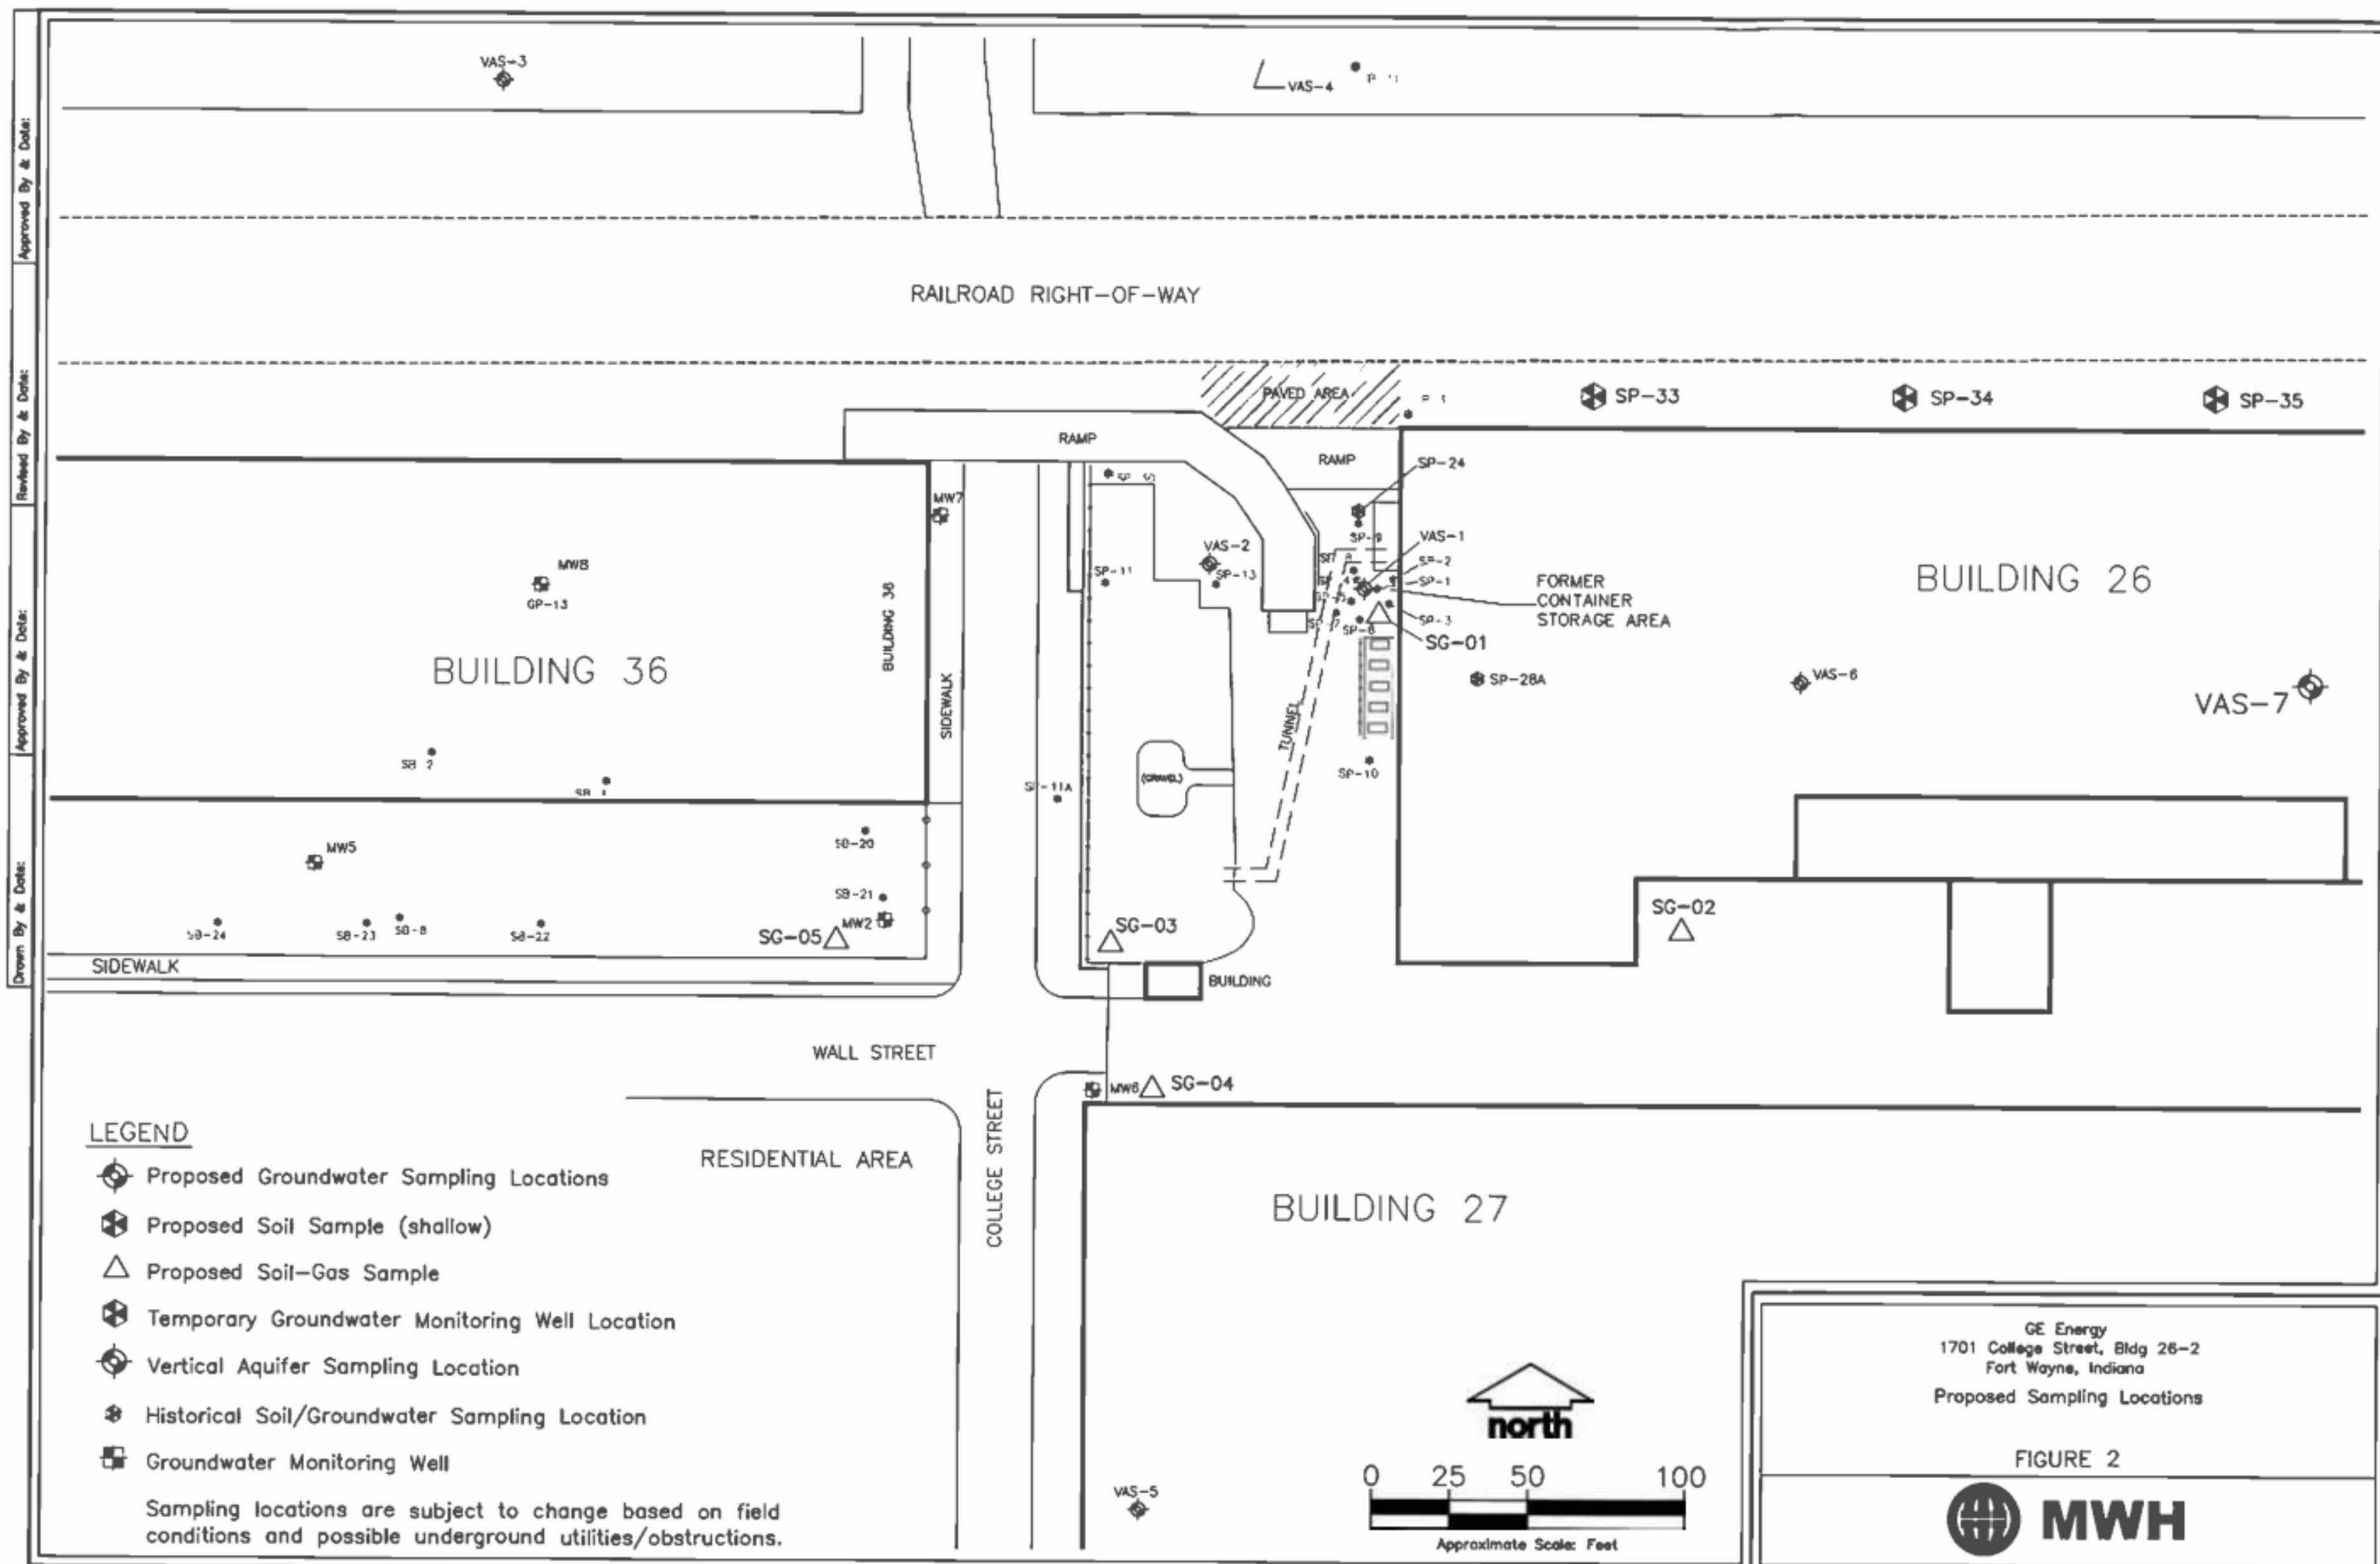 Approved By & Date:
Revised By & Date:
Approved By & Date:
Drawn By & Date:
VAS-3
VAS-4
RAILROAD RIGHT-OF-WAY
PAVED AREA
SP-33
SP-34
SP-35
RAMP
RAMP
SP-24
MW7
SP-9
VAS-1
VAS-2
SP-2
SP-11
SP-13
SP-1
MW8
GP-13
FORMER
CONTAINER
STORAGE AREA
BUILDING 26
BUILDING 36
SP-3
SP-6
SG-01
BUILDING 36
SIDEWALK
SP-28A
VAS-6
VAS-7
TUNNEL
SP-10
(GRAVEL)
SB-20
MW5
SB-21
MW2
SB-24
SB-23
SB-8
SB-22
SG-05
SG-03
SG-02
SIDEWALK
BUILDING
WALL STREET
MW6
SG-04
COLLEGE STREET
RESIDENTIAL AREA
BUILDING 27
VAS-5
LEGEND
Proposed Groundwater Sampling Locations
Proposed Soil Sample (shallow)
Proposed Soil-Gas Sample
Temporary Groundwater Monitoring Well Location
Vertical Aquifer Sampling Location
Historical Soil/Groundwater Sampling Location
Groundwater Monitoring Well
Sampling locations are subject to change based on field
conditions and possible underground utilities/obstructions.
north
0 25 50 100
Approximate Scale: Feet
GE Energy
1701 College Street, Bldg 26-2
Fort Wayne, Indiana
Proposed Sampling Locations
FIGURE 2
MWH